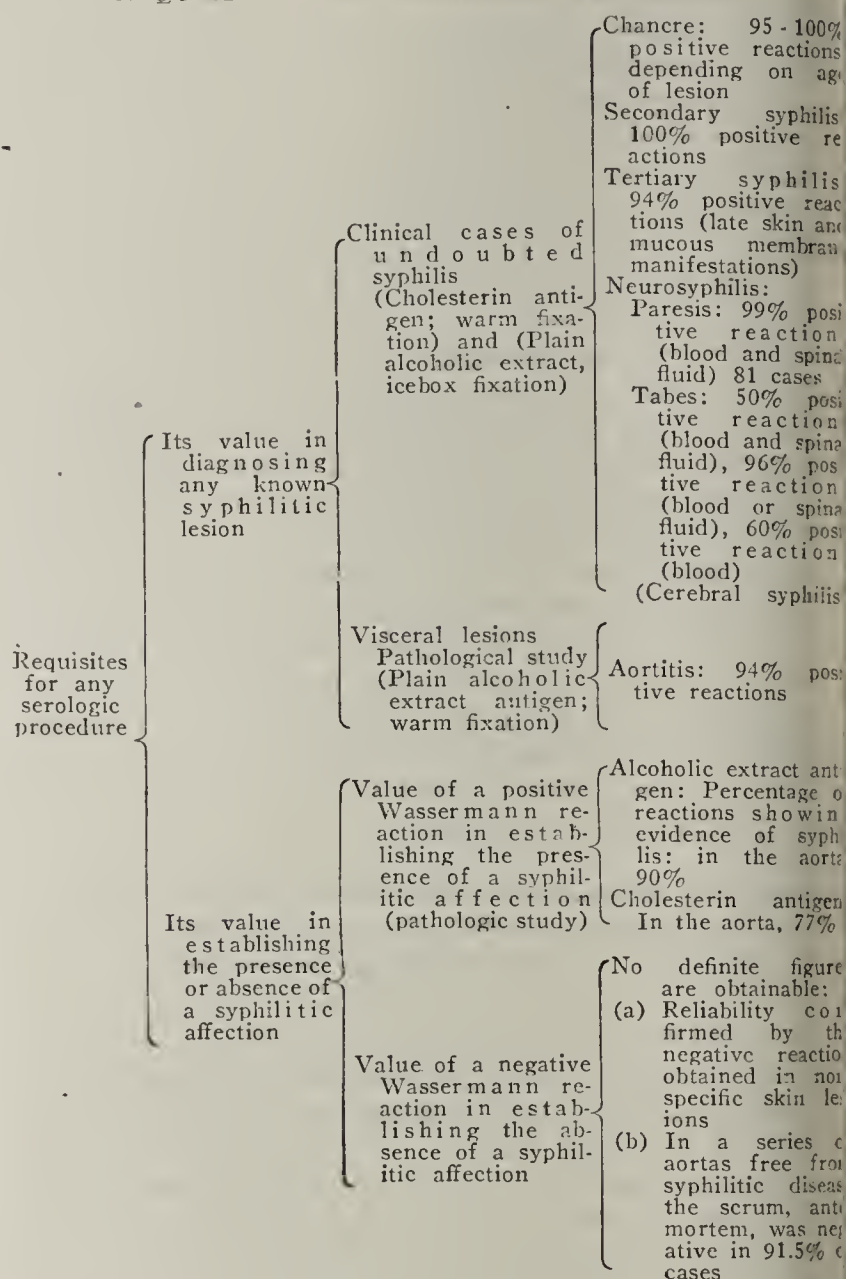 Requisites
for any
serologic
procedure
Its value in
diagnosing
any known
syphilitic
lesion
Clinical cases of
undoubted
syphilis
(Cholesterin anti-
gen; warm fixa-
tion) and (Plain
alcoholic extract,
icebox fixation)
Chancre: 95 - 100%
positive reactions
depending on
of lesion
Secondary syphilis
100% positive re
actions
Tertiary syphilis
94% positive reac
tions (late skin and
mucous membran
manifestations)
Neurosyphilis:
Paresis: 99% posi
tive reaction
(blood and spina
fluid) 81 cases
Tabes: 50% posi
tive reaction
(blood and spina
fluid), 96% pos
tive reaction
(blood or spina
fluid), 60% posi
tive reaction
(blood)
(Cerebral syphilis
Visceral lesions
Pathological study
(Plain alcoholic
extract antigen;
warm fixation)
Aortitis: 94% pos
tive reactions
Its value in
establishing
the presence
or absence of
a syphilitic
affection
Value of a positive
Wassermann re-
action in estab-
lishing the pres-
ence of a syphil-
itic affection
(pathologic study)
Alcoholic extract ant
gen: Percentage o
reactions showin
evidence of syph
lis: in the aorta
90%
Cholesterin antigen
In the aorta, 77%
Value of a negative
Wassermann re-
action in estab-
lishing the ab-
sence of a syphil-
itic affection
No definite figure
are obtainable:
(a) Reliability
firmed by th
negative reactio
obtained in
specific skin
ions
(b) In a series
aortas free
syphilitic diseas
the serum,
mortem, was
ative in 91.5%
cases